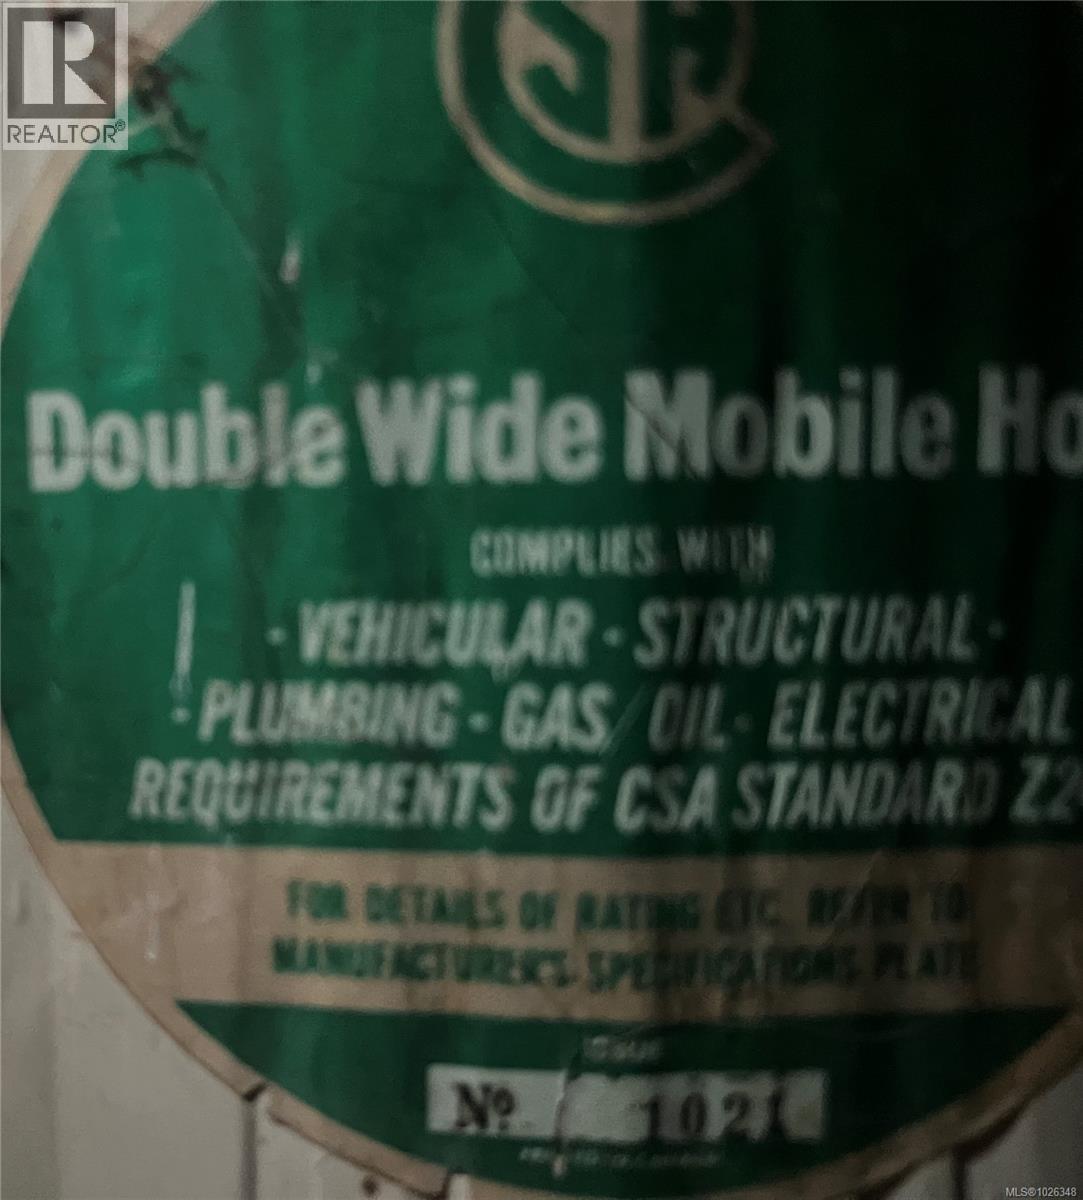 R
REALTOR®
Double Wide Mobile Ho
COMPLIES WITH
- VEHICULAR - STRUCTURAL -
- PLUMBING - GAS / OIL - ELECTRICAL
REQUIREMENTS OF CSA STANDARD Z2
FOR DETAILS OF RATING ETC. REFER TO
MANUFACTURER'S SPECIFICATIONS PLATE
No 1021
MLS®1026348